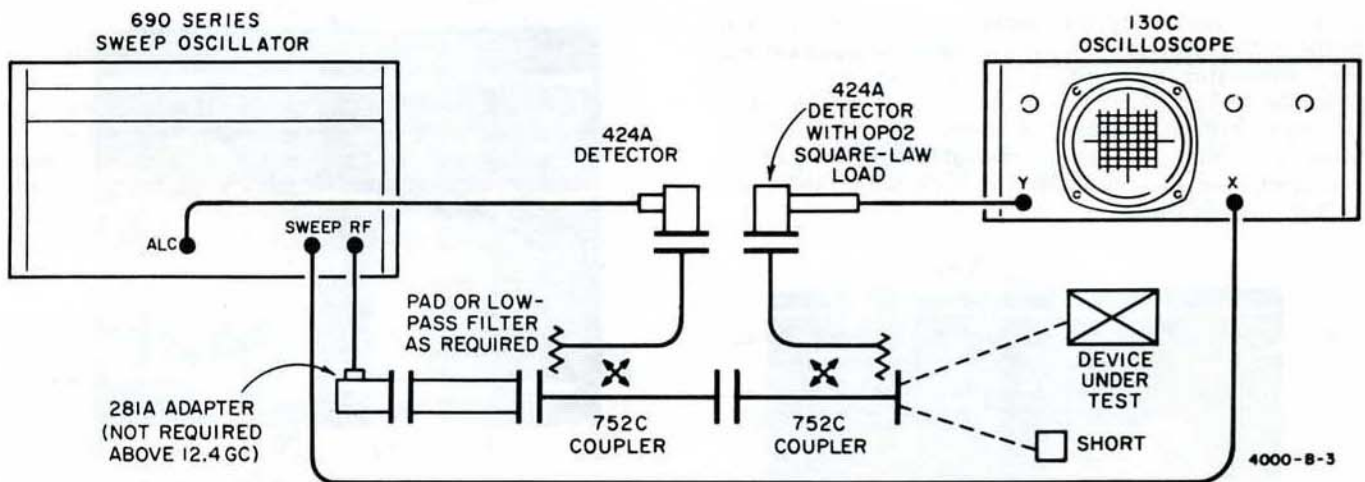 690 SERIES
SWEEP OSCILLATOR
130C
OSCILLOSCOPE
424A
DETECTOR
424A
DETECTOR
WITH OPO2
SQUARE-LAW
LOAD
Y
X
ALC
SWEEP RF
PAD OR LOW-
PASS FILTER
AS REQUIRED
281A ADAPTER
(NOT REQUIRED
ABOVE 12.4 GC)
752C
COUPLER
752C
COUPLER
DEVICE
UNDER
TEST
SHORT
4000-B-3